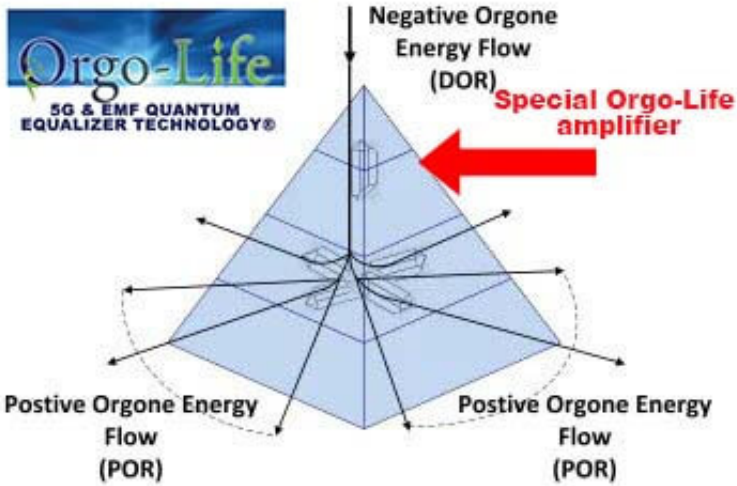 Orgo-Life
5G & EMF QUANTUM
EQUALIZER TECHNOLOGY®
Negative Orgone
Energy Flow
(DOR)
Special Orgo-Life
amplifier
Postive Orgone Energy
Flow
(POR)
Postive Orgone Energy
Flow
(POR)